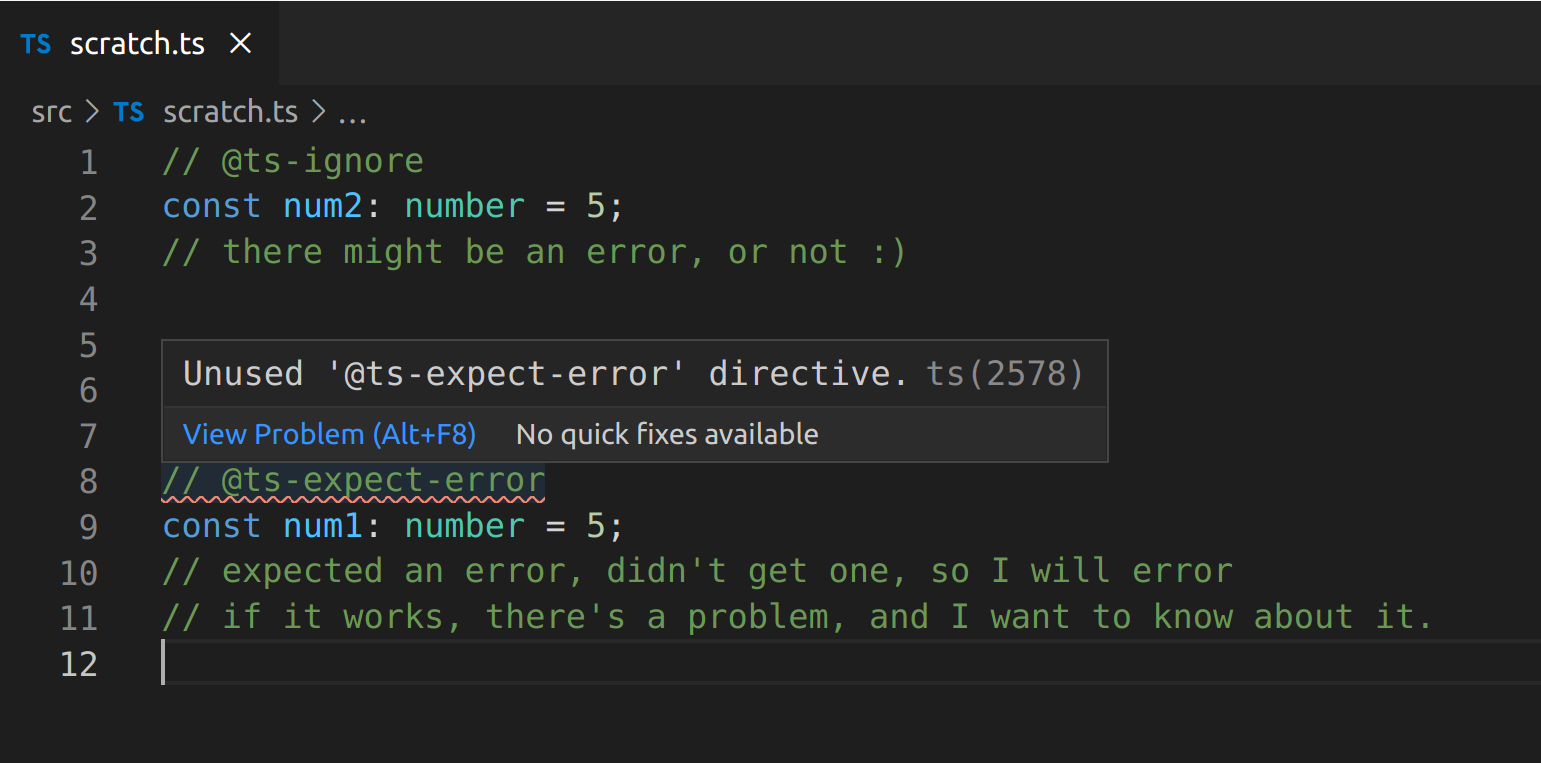 TS scratch.ts ×
src > TS scratch.ts > ...
1 // @ts-ignore
2 const num2: number = 5;
3 // there might be an error, or not :)
4
5
6
7
Unused '@ts-expect-error' directive. ts(2578)
View Problem (Alt+F8) No quick fixes available
8 // @ts-expect-error
9 const num1: number = 5;
10 // expected an error, didn't get one, so I will error
11 // if it works, there's a problem, and I want to know about it.
12